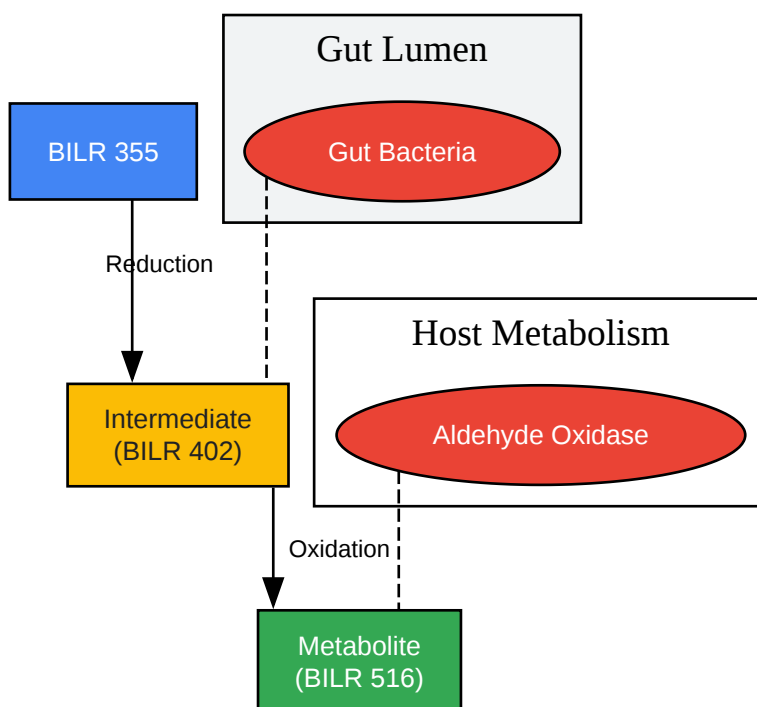 Gut Lumen
BILR 355
Gut Bacteria
Reduction
Host Metabolism
Intermediate
(BILR 402)
Aldehyde Oxidase
Oxidation
Metabolite
(BILR 516)